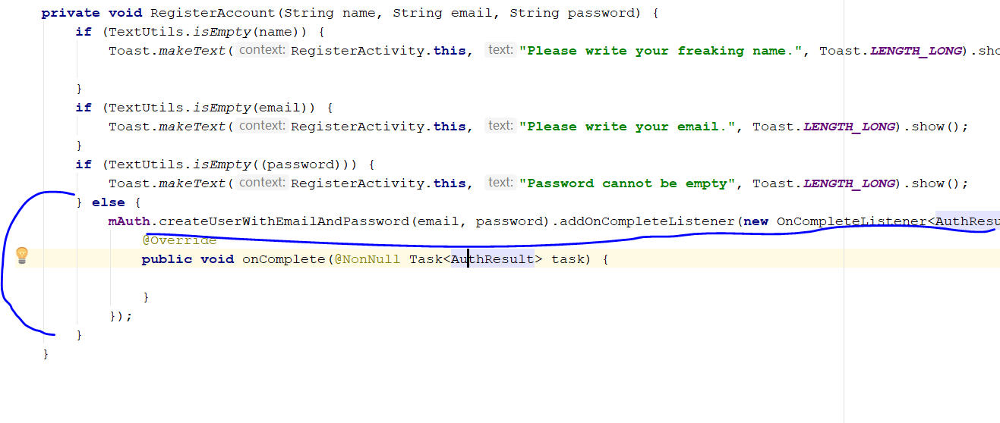 private void RegisterAccount(String name, String email, String password) {
if (TextUtils.isEmpty(name)) {
Toast.makeText( context: RegisterActivity.this, text: "Please write your freaking name.", Toast.LENGTH_LONG).sho
}
if (TextUtils.isEmpty(email)) {
Toast.makeText( context: RegisterActivity.this, text: "Please write your email.", Toast.LENGTH_LONG).show();
}
if (TextUtils.isEmpty((password))) {
Toast.makeText( context: RegisterActivity.this, text: "Password cannot be empty", Toast.LENGTH_LONG).show();
} else {
mAuth.createUserWithEmailAndPassword(email, password).addOnCompleteListener(new OnCompleteListener<AuthResu
@Override
public void onComplete(@NonNull Task<AuthResult> task) {
}
});
}
}